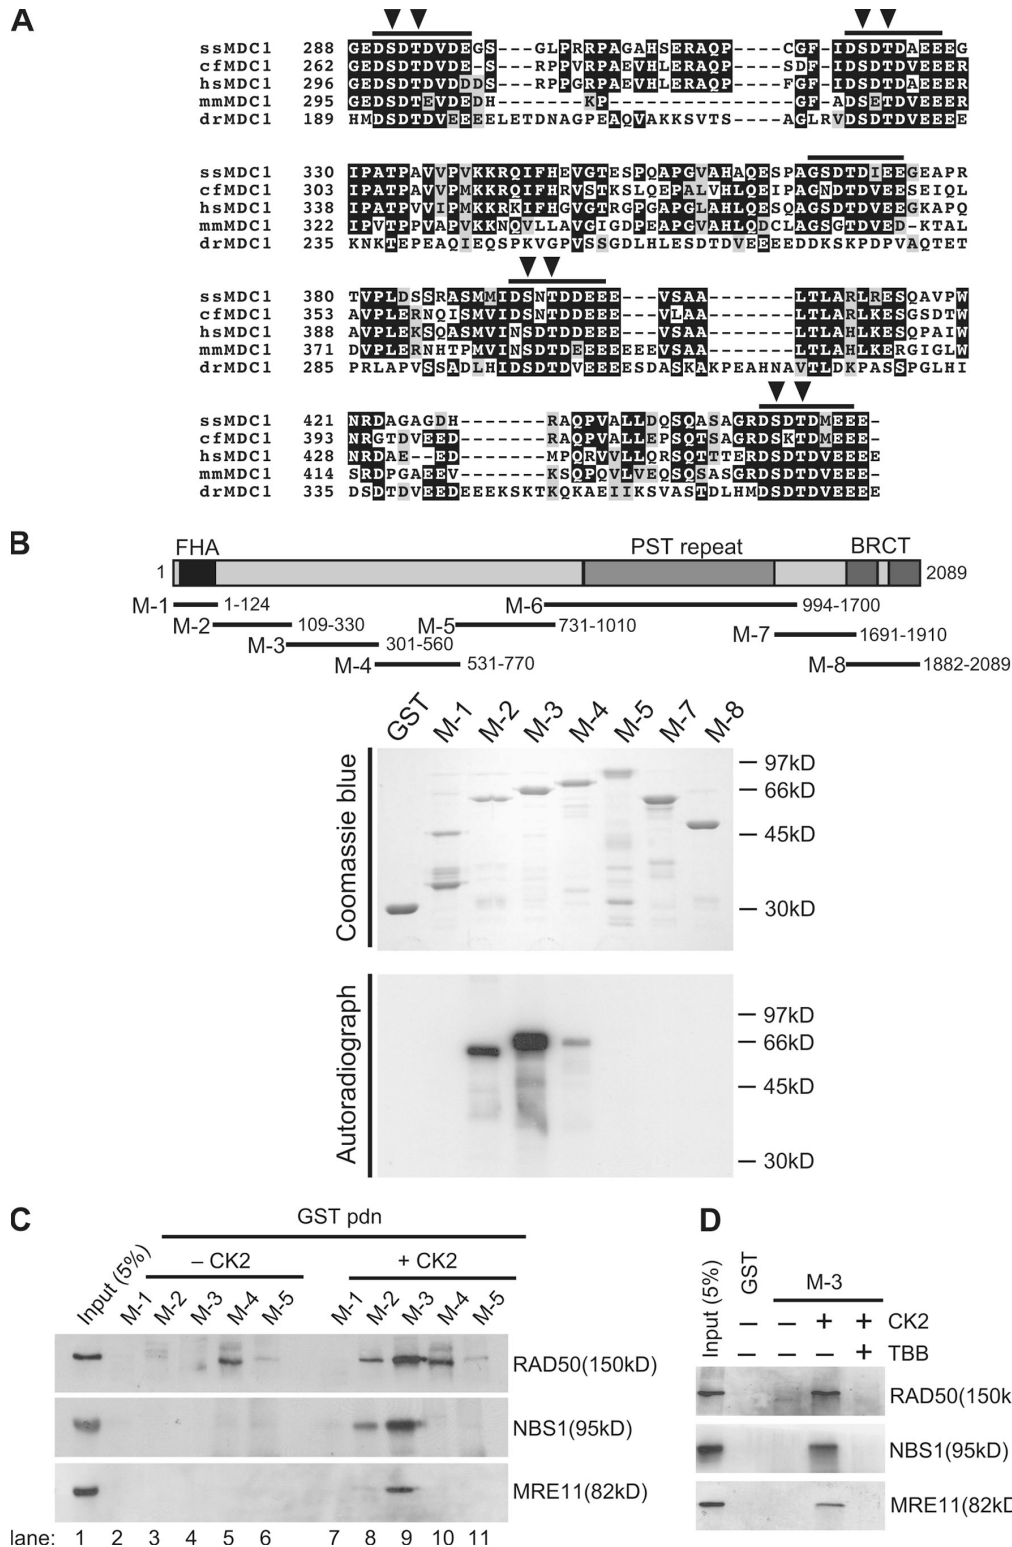 A
ssMDC1 288 GEDSDTDVDEGS----GLPRRPAGAHSERAQP----CGFIDSDTDAEEEG
cfMDC1 262 GEDSDTDVDE-S----RPPVRPAEVHLERAQP----SDF-IDSDTDVEEER
hsMDC1 296 GEDSDTDVDDDS----RPPGRPAEVHLERAQP----FGF-IDSDTDAEEER
mmMDC1 295 GEDSDTEVDEDH--------KP---------------GF-ADSETDVEEER
drMDC1 189 HMDSDTDVEEEELETDNAGPEAQVAKKSVTS----AGLRVDSDTDVEEEE
ssMDC1 330 IPATPAVVPVKKRQIFHEVGTESPQAPGVAHAQESPAGSDTDIEEGEAPR
cfMDC1 303 IPATPAVVPMKKRQIFHRVSTKSLQEPALVHLQEIPAGNDTDVEESEIQL
hsMDC1 338 IPATPVVIPMKKRKIFHGVGTRGPGAPGLAHLQESQAGSDTDVEEGKAPQ
mmMDC1 322 IPVTPPVAPVKKNQVLLAVGIGDPEAPGVAHLQDCLAGSGTDVED-KTAL
drMDC1 235 KNKTEPEAQIEQSPKVGPVSSGDLHLESDTDVEEEEDDKSKPDPVAQTET
ssMDC1 380 TVPLDSSRASMMIDSNTDDEEE---VSAA-------LTLARLRESQAVPW
cfMDC1 353 AVPLERNQISMVIDSNTDDEEE---VLAA-------LTLARLKESGSDTW
hsMDC1 388 AVPLEKSQASMVINSDTDDEEE---VSAA-------LTLAHLKESQPAIW
mmMDC1 371 DVPLERNHTPMVINSDTDEEEEEEEVSAA-------LTLAHLKERGIGLW
drMDC1 285 PRLAPVSSADLHIDSDTDVEEEESDASKAKPEAHNAVTLDKPASSPGLHI
ssMDC1 421 NRDAGAGDH-------RAQPVALLDQSQASAGRDSDTDMEEE-
cfMDC1 393 NRGTDVEED-------RAQPVALLEPSQTSAGRDSKTDMEEE-
hsMDC1 428 NRDAE--ED-------MPQRVVLLQRSQTTTERDSDTDVEEEE
mmMDC1 414 SRDPGAEEV-------KSQPQVLVEQSQSASGRDSDTDVEEE-
drMDC1 335 DSDTDVEEDEEEKSKTKQKAEIIKSVASTDLHMDSDTDVEEEE
B
FHA PST repeat BRCT
1 2089
M-1 1-124 M-6 994-1700
M-2 109-330 M-5 731-1010 M-7 1691-1910
M-3 301-560
M-4 531-770 M-8 1882-2089
GST M-1 M-2 M-3 M-4 M-5 M-7 M-8
Coomassie blue
97kD
66kD
45kD
30kD
Autoradiograph
97kD
66kD
45kD
30kD
C
GST pdn
– CK2 + CK2
Input (5%) M-1 M-2 M-3 M-4 M-5 M-1 M-2 M-3 M-4 M-5
RAD50(150kD)
NBS1(95kD)
MRE11(82kD)
lane: 1 2 3 4 5 6 7 8 9 10 11
D
Input (5%) GST M-3
– – + + CK2
– – – + TBB
RAD50(150k
NBS1(95kD)
MRE11(82kD